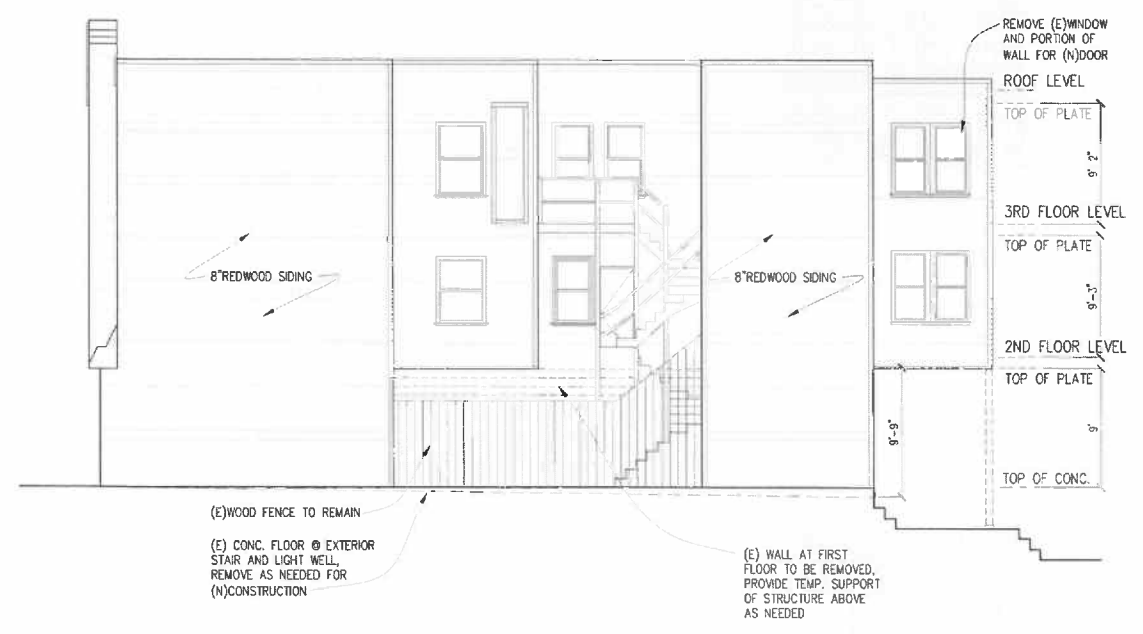 REMOVE (E)WINDOW
AND PORTION OF
WALL FOR (N)DOOR
ROOF LEVEL
TOP OF PLATE
9' 2"
3RD FLOOR LEVEL
TOP OF PLATE
9'-3"
2ND FLOOR LEVEL
TOP OF PLATE
9'
9'-9"
TOP OF CONC.
8"REDWOOD SIDING
8"REDWOOD SIDING
(E)WOOD FENCE TO REMAIN
(E) CONC. FLOOR @ EXTERIOR
STAIR AND LIGHT WELL,
REMOVE AS NEEDED FOR
(N)CONSTRUCTION
(E) WALL AT FIRST
FLOOR TO BE REMOVED,
PROVIDE TEMP. SUPPORT
OF STRUCTURE ABOVE
AS NEEDED